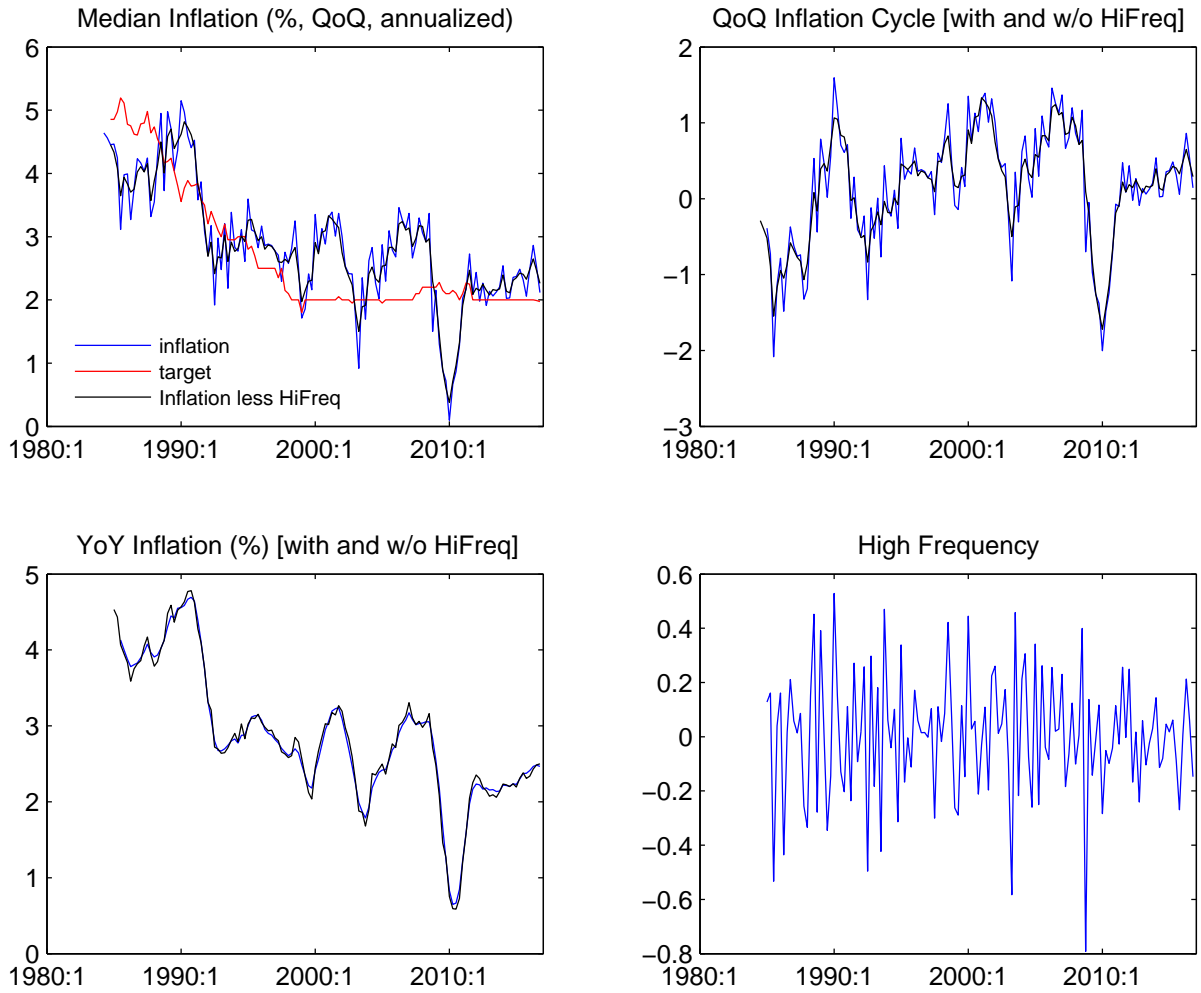 Median Inflation (%, QoQ, annualized)
6
5
4
3
2
1
0
inflation
target
Inflation less HiFreq
1980:1 1990:1 2000:1 2010:1
QoQ Inflation Cycle [with and w/o HiFreq]
2
1
0
−1
−2
−3
1980:1 1990:1 2000:1 2010:1
YoY Inflation (%) [with and w/o HiFreq]
5
4
3
2
1
0
1980:1 1990:1 2000:1 2010:1
High Frequency
0.6
0.4
0.2
0
−0.2
−0.4
−0.6
−0.8
1980:1 1990:1 2000:1 2010:1